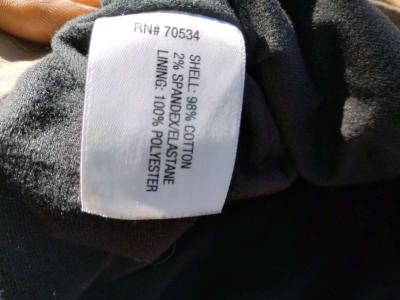 RN# 70534
SHELL: 98% COTTON
2% SPANDEX/ELASTANE
LINING: 100% POLYESTER